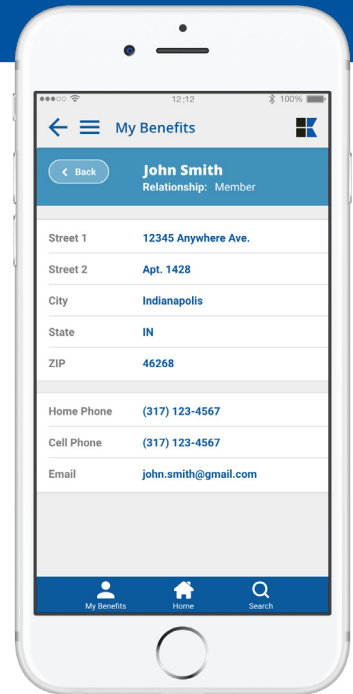 12:12 100%
My Benefits
Back John Smith
Relationship: Member
Street 1 12345 Anywhere Ave.
Street 2 Apt. 1428
City Indianapolis
State IN
ZIP 46268
Home Phone (317) 123-4567
Cell Phone (317) 123-4567
Email john.smith@gmail.com
My Benefits Home Search